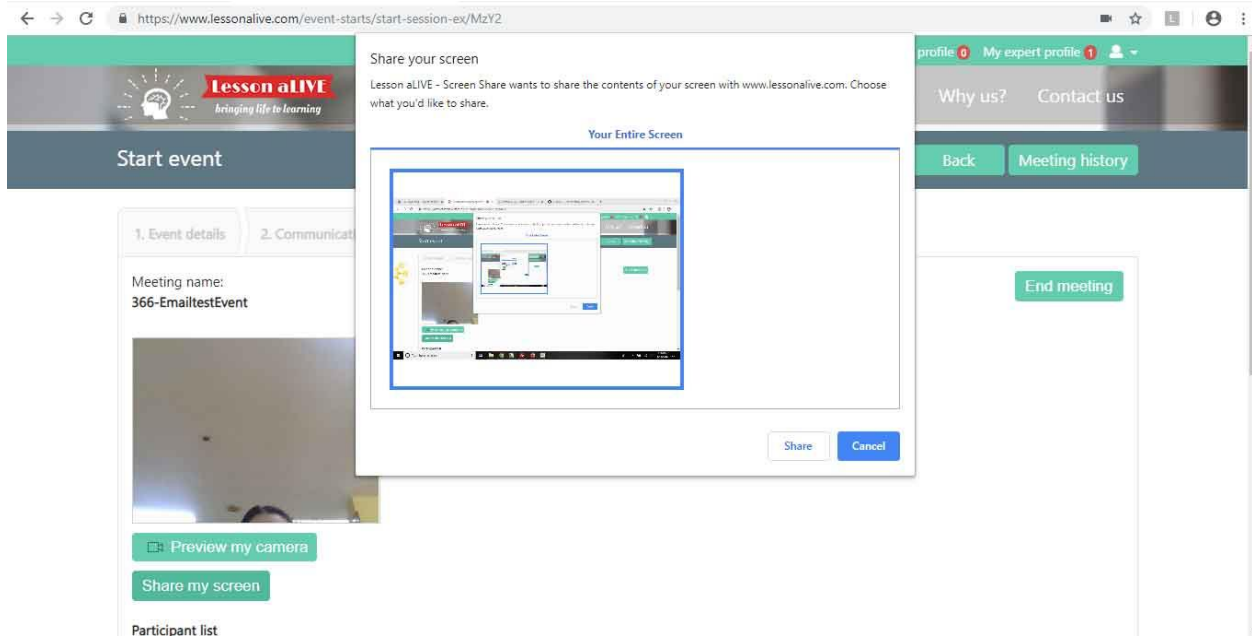 https://www.lessonalive.com/event-starts/start-session-ex/MzY2
L
profile 0 My expert profile 1
Lesson aLIVE
bringing life to learning
Why us? Contact us
Start event
Back Meeting history
Share your screen
Lesson aLIVE - Screen Share wants to share the contents of your screen with www.lessonalive.com. Choose
what you'd like to share.
Your Entire Screen
Share Cancel
1. Event details 2. Communicati
Meeting name:
366-EmailtestEvent
End meeting
Preview my camera
Share my screen
Participant list